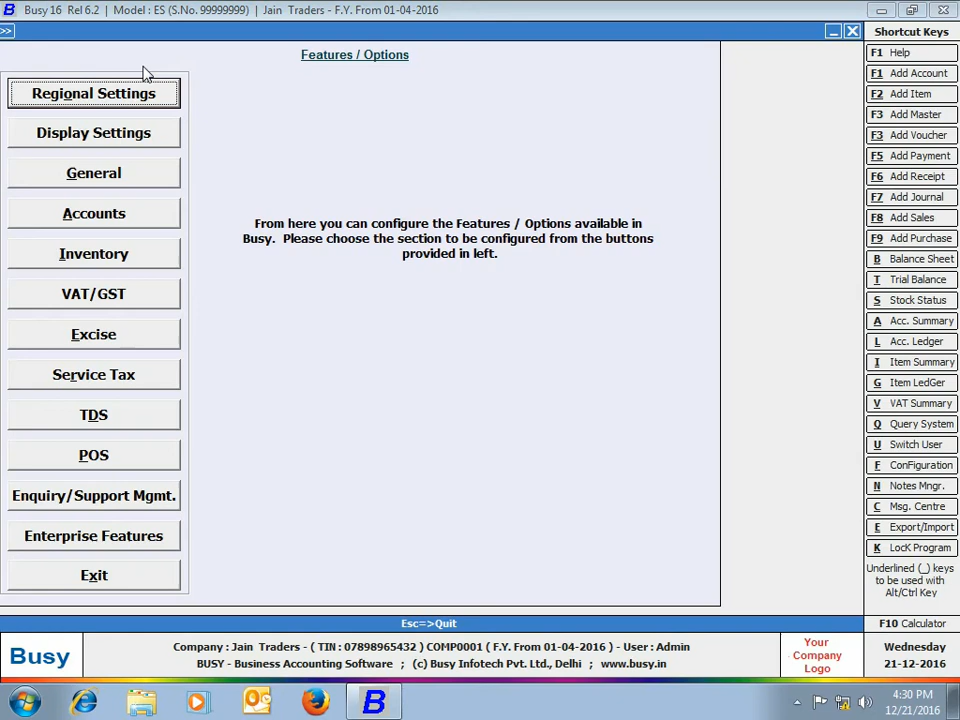 Busy 16 Rel 6.2 | Model : ES (S.No. 99999999) | Jain Traders - F.Y. From 01-04-2016
>>
Features / Options
Regional Settings
Display Settings
General
Accounts
Inventory
VAT/GST
Excise
Service Tax
TDS
POS
Enquiry/Support Mgmt.
Enterprise Features
Exit
From here you can configure the Features / Options available in
Busy. Please choose the section to be configured from the buttons
provided in left.
Shortcut Keys
F1 Help
F1 Add Account
F2 Add Item
F3 Add Master
F3 Add Voucher
F5 Add Payment
F6 Add Receipt
F7 Add Journal
F8 Add Sales
F9 Add Purchase
B Balance Sheet
T Trial Balance
S Stock Status
A Acc. Summary
L Acc. Ledger
I Item Summary
G Item LedGer
V VAT Summary
Q Query System
U Switch User
F ConFiguration
N Notes Mngr.
C Msg. Centre
E Export/Import
K LocK Program
Underlined (_) keys
to be used with
Alt/Ctrl Key
F10 Calculator
Esc=>Quit
Busy
Company : Jain Traders - ( TIN : 07898965432 ) COMP0001 ( F.Y. From 01-04-2016 ) - User : Admin
BUSY - Business Accounting Software ; (c) Busy Infotech Pvt. Ltd., Delhi ; www.busy.in
Your
Company
Logo
Wednesday
21-12-2016
B
4:30 PM
12/21/2016